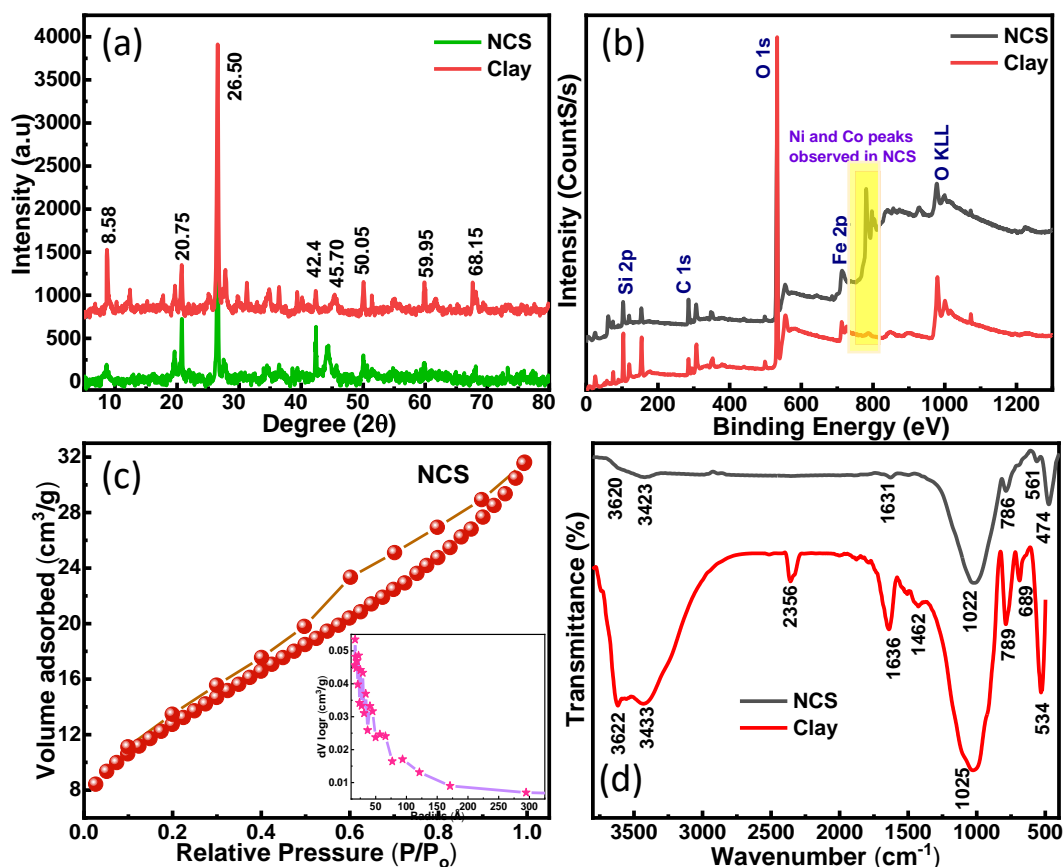 (a)
NCS
Clay
4000
3500
3000
2500
2000
1500
1000
500
0
8.58
20.75
26.50
42.4
45.70
50.05
59.95
68.15
10
20
30
40
50
60
70
80
Intensity (a.u)
Degree (2θ)
(b)
NCS
Clay
O 1s
Ni and Co peaks
observed in NCS
O KLL
Fe 2p
Si 2p
C 1s
0
200
400
600
800
1000
1200
Intensity (CountS/s)
Binding Energy (eV)
(c)
NCS
32
28
24
20
16
12
8
0.0
0.2
0.4
0.6
0.8
1.0
Volume adsorbed (cm³/g)
Relative Pressure (P/Pₒ)
0.05
0.04
0.03
0.02
0.01
50
100
150
200
250
300
dV logr (cm³/g)
Radius (Å)
3620
3423
1631
786
561
474
1022
2356
1636
1462
789
689
534
3622
3433
1025
NCS
Clay
(d)
3500
3000
2500
2000
1500
1000
500
Transmittance (%)
Wavenumber (cm⁻¹)